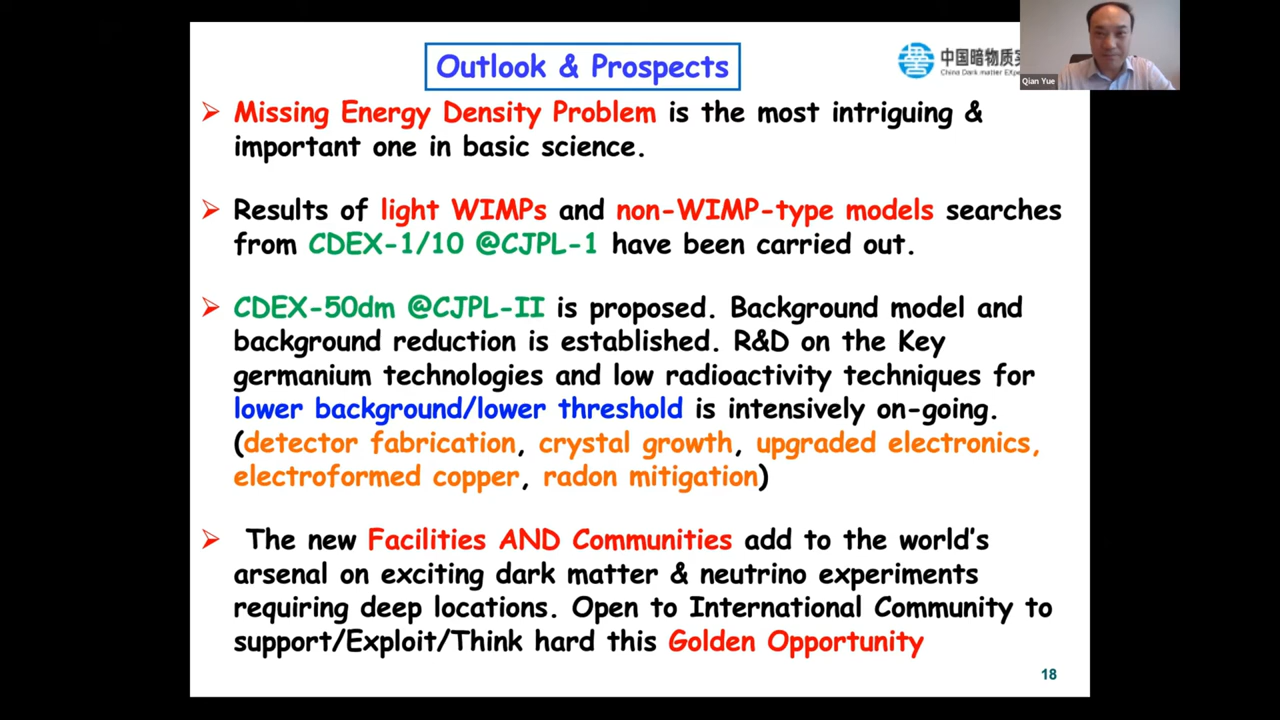 Outlook & Prospects
中国暗物质实
China Dark matter EXpe
Qian Yue
Missing Energy Density Problem is the most intriguing &
important one in basic science.
Results of light WIMPs and non-WIMP-type models searches
from CDEX-1/10 @CJPL-1 have been carried out.
CDEX-50dm @CJPL-II is proposed. Background model and
background reduction is established. R&D on the Key
germanium technologies and low radioactivity techniques for
lower background/lower threshold is intensively on-going.
(detector fabrication, crystal growth, upgraded electronics,
electroformed copper, radon mitigation)
The new Facilities AND Communities add to the world's
arsenal on exciting dark matter & neutrino experiments
requiring deep locations. Open to International Community to
support/Exploit/Think hard this Golden Opportunity
18